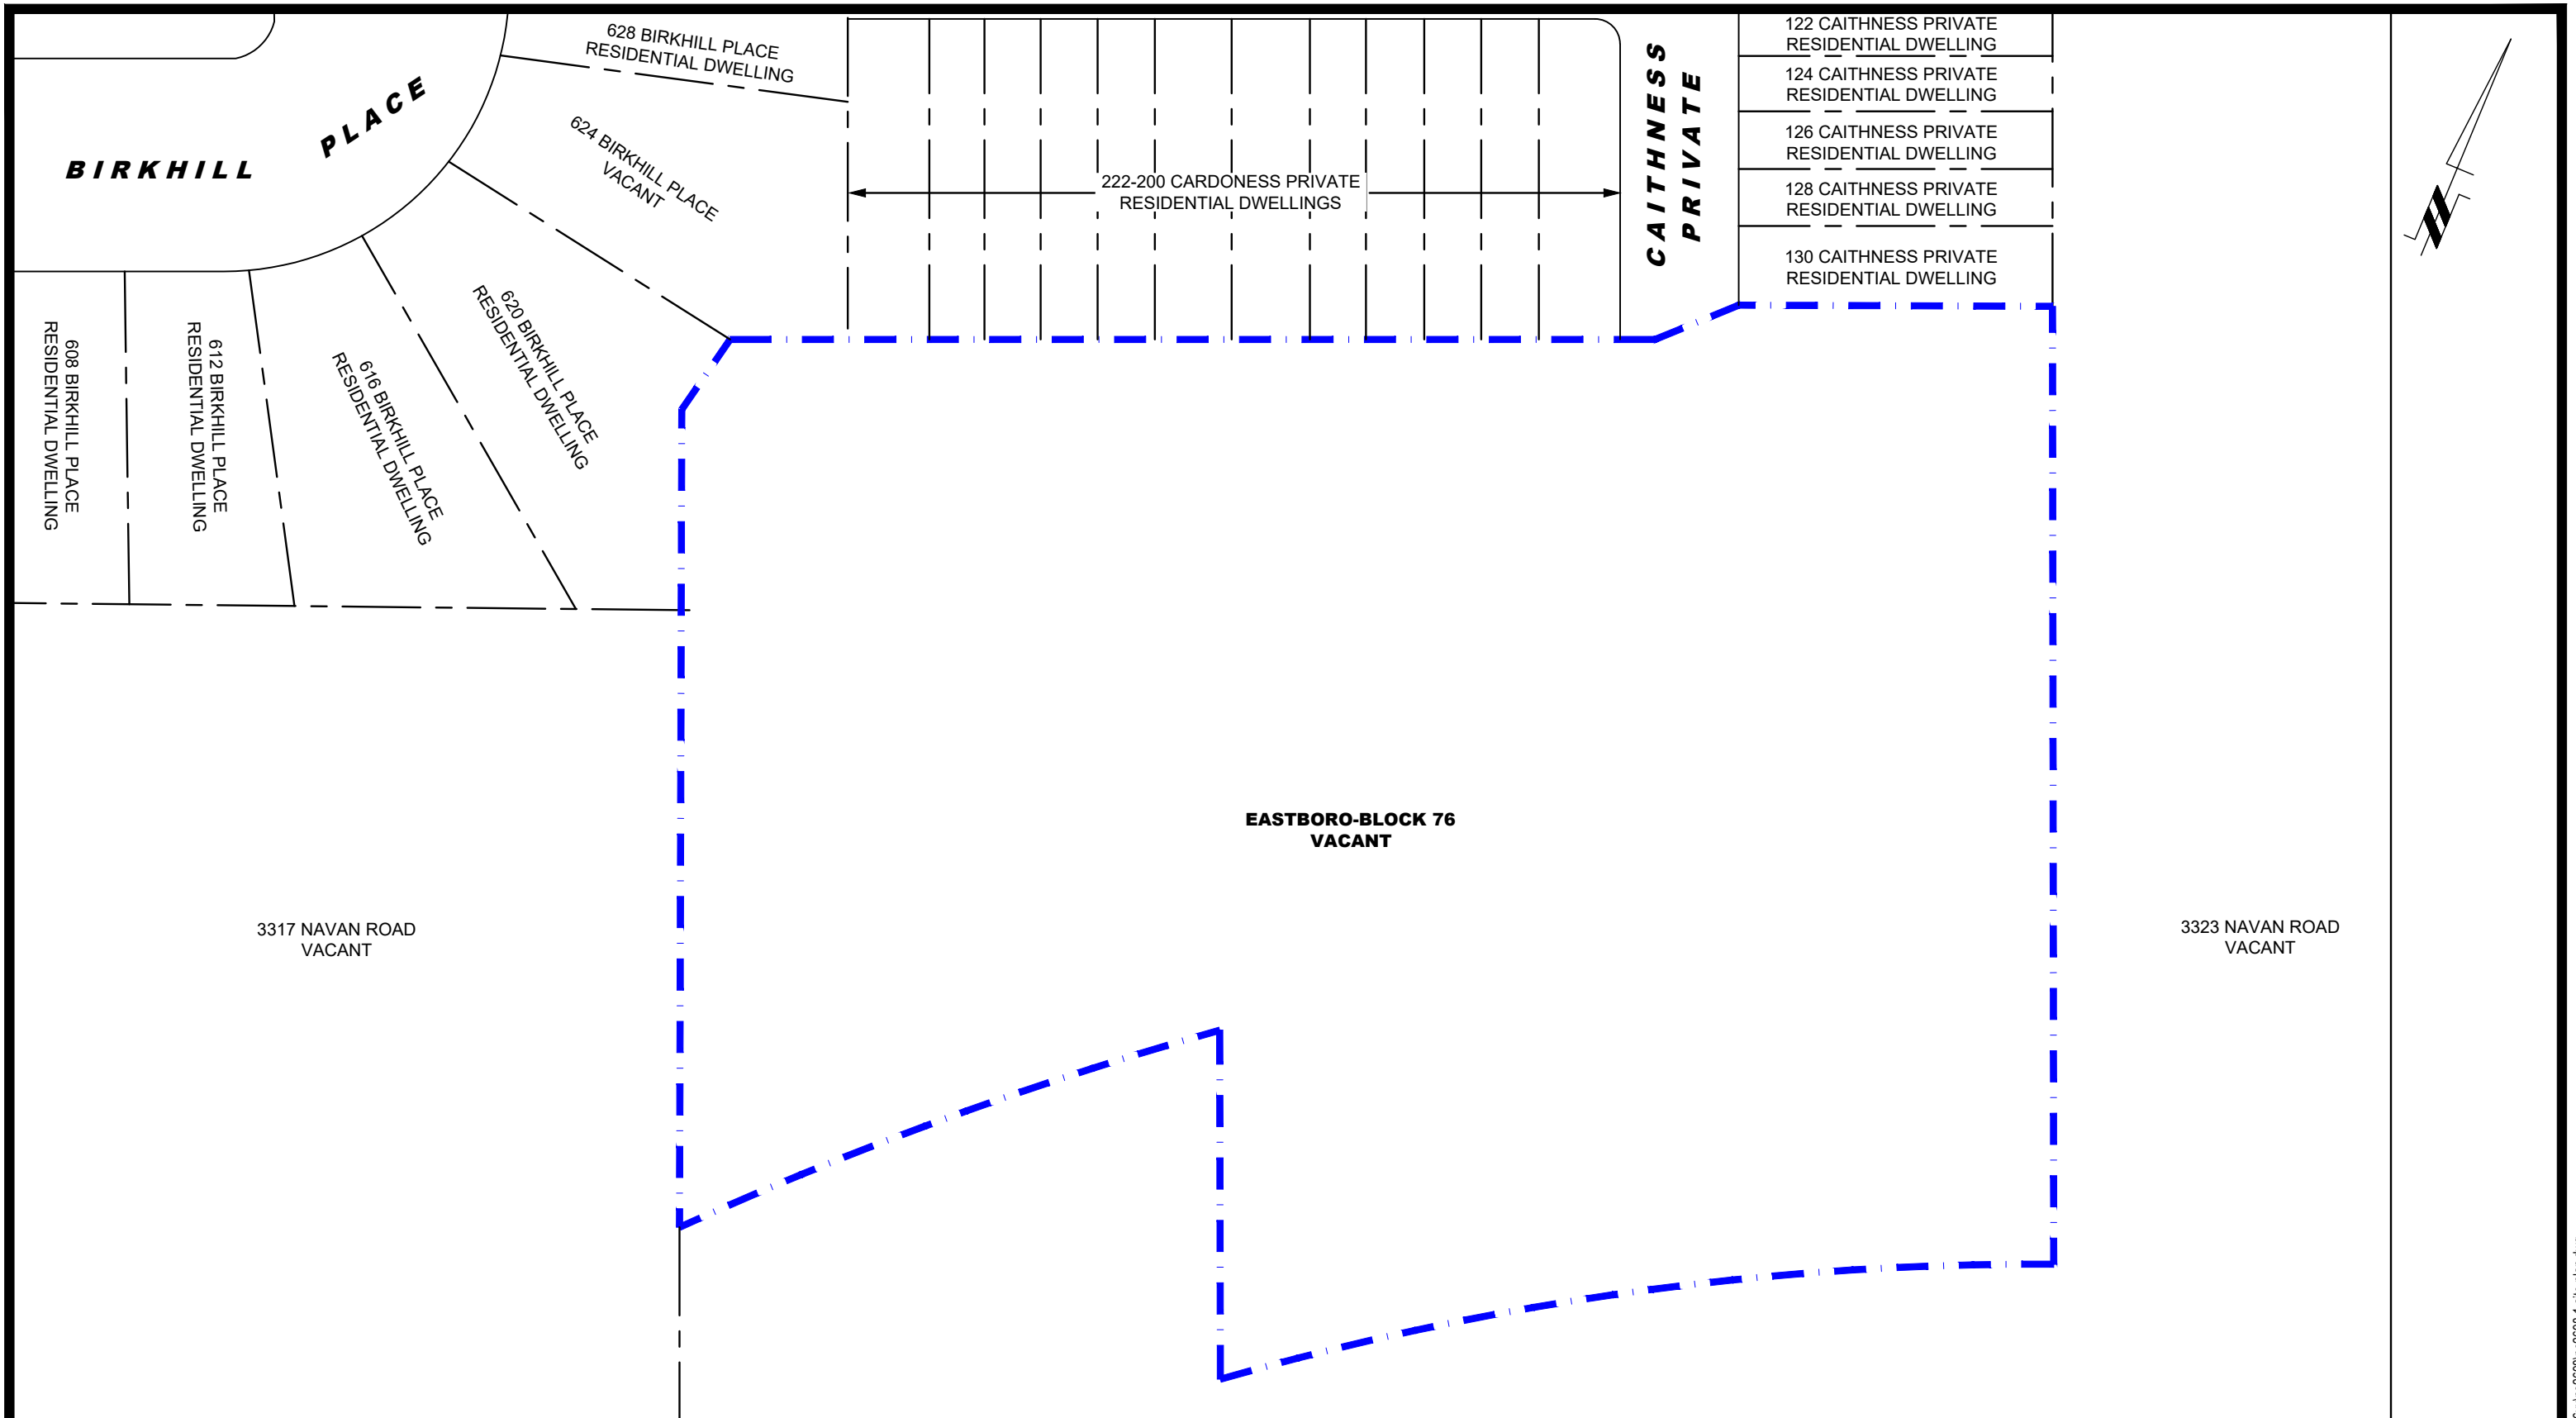 628 BIRKHILL PLACE
RESIDENTIAL DWELLING
624 BIRKHILL PLACE
VACANT
BIRKHILL PLACE
620 BIRKHILL PLACE
RESIDENTIAL DWELLING
616 BIRKHILL PLACE
RESIDENTIAL DWELLING
612 BIRKHILL PLACE
RESIDENTIAL DWELLING
608 BIRKHILL PLACE
RESIDENTIAL DWELLING
222-200 CARDONESS PRIVATE
RESIDENTIAL DWELLINGS
CAITHNESS
PRIVATE
122 CAITHNESS PRIVATE
RESIDENTIAL DWELLING
124 CAITHNESS PRIVATE
RESIDENTIAL DWELLING
126 CAITHNESS PRIVATE
RESIDENTIAL DWELLING
128 CAITHNESS PRIVATE
RESIDENTIAL DWELLING
130 CAITHNESS PRIVATE
RESIDENTIAL DWELLING
N
EASTBORO-BLOCK 76
VACANT
3317 NAVAN ROAD
VACANT
3323 NAVAN ROAD
VACANT